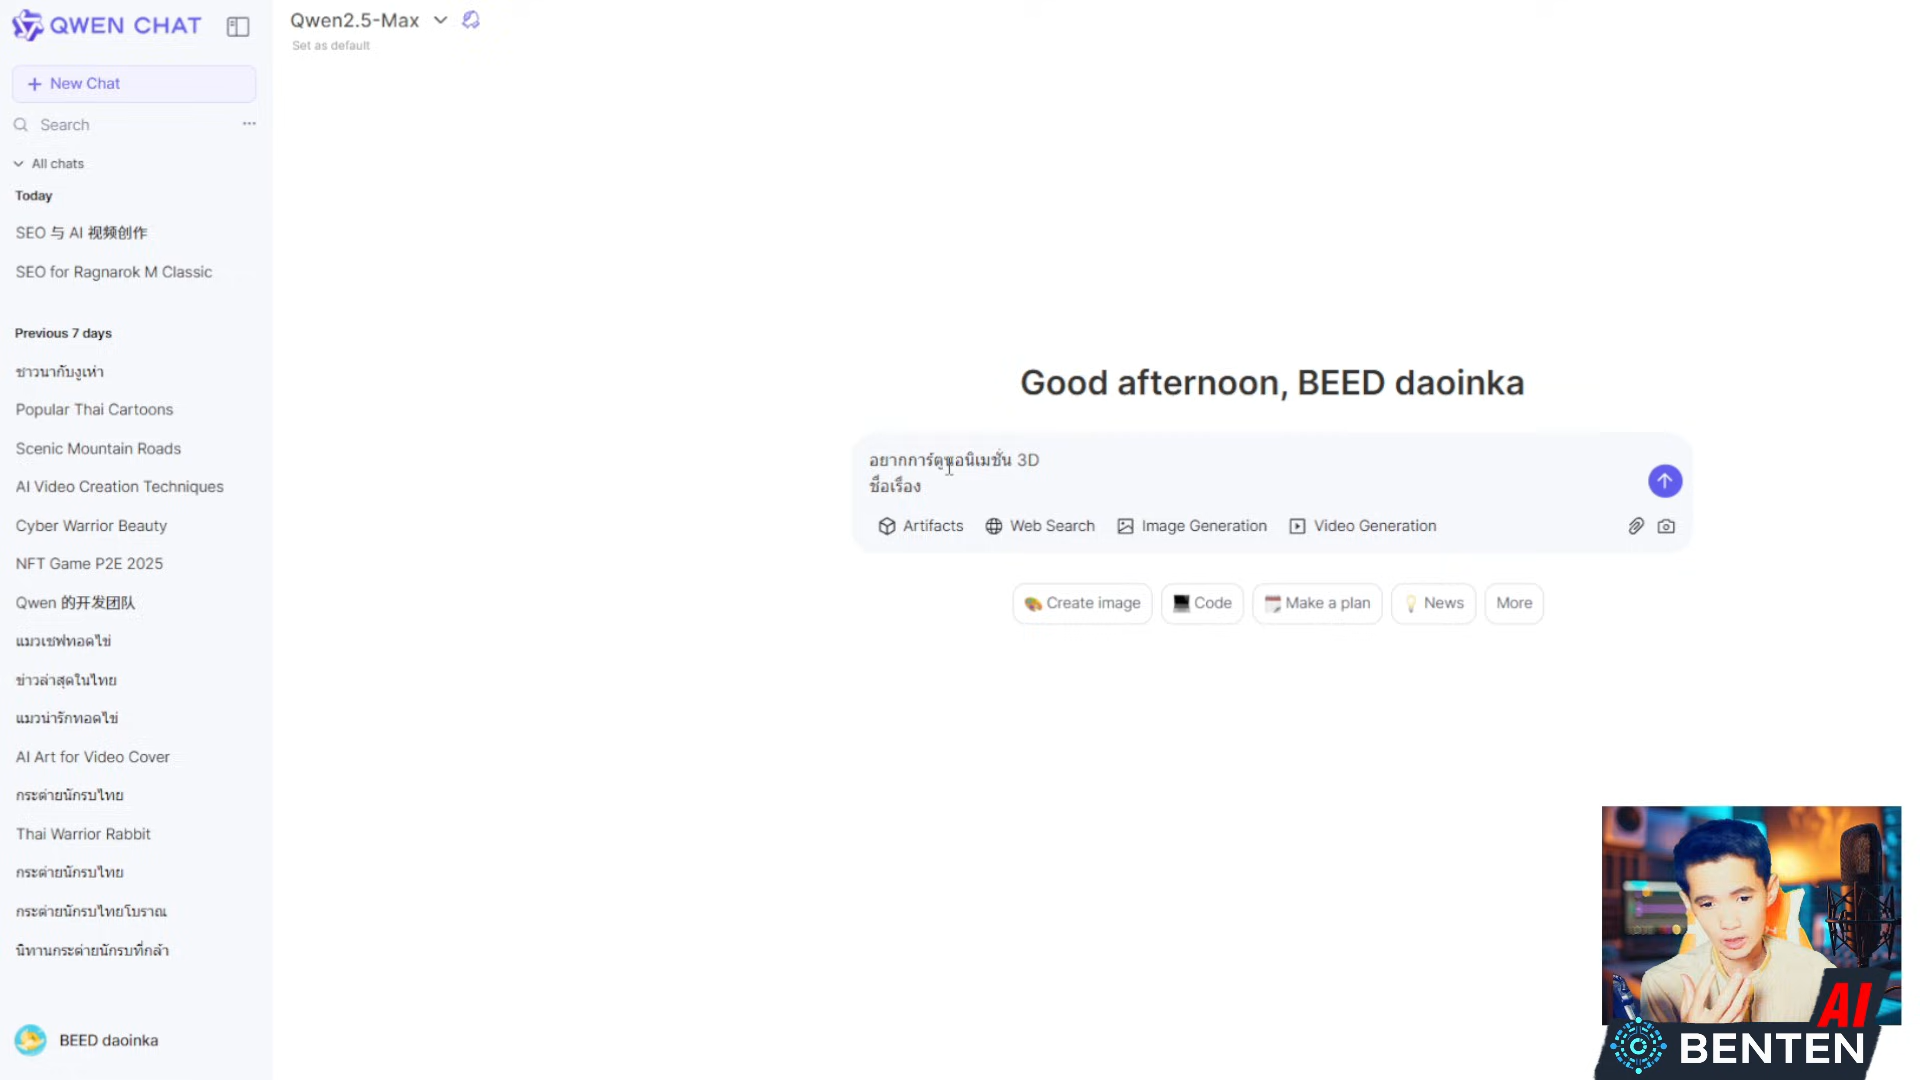 QWEN CHAT
New Chat
Search
All chats
Today
SEO 与 AI 视频创作
SEO for Ragnarok M Classic
Previous 7 days
ชาวนากับงูเห่า
Popular Thai Cartoons
Scenic Mountain Roads
AI Video Creation Techniques
Cyber Warrior Beauty
NFT Game P2E 2025
Qwen 的开发团队
แมวเชฟทอดไข่
ข่าวล่าสุดในไทย
แมวน่ารักทอดไข่
AI Art for Video Cover
กระต่ายนักรบไทย
Thai Warrior Rabbit
กระต่ายนักรบไทย
กระต่ายนักรบไทยโบราณ
นิทานกระต่ายนักรบที่กล้า
BEED daoinka
Qwen2.5-Max
Set as default
Good afternoon, BEED daoinka
อยากการ์ตูนอนิเมชั่น 3D
ชื่อเรื่อง
Artifacts Web Search Image Generation Video Generation
Create image Code Make a plan News More
AI
BENTEN